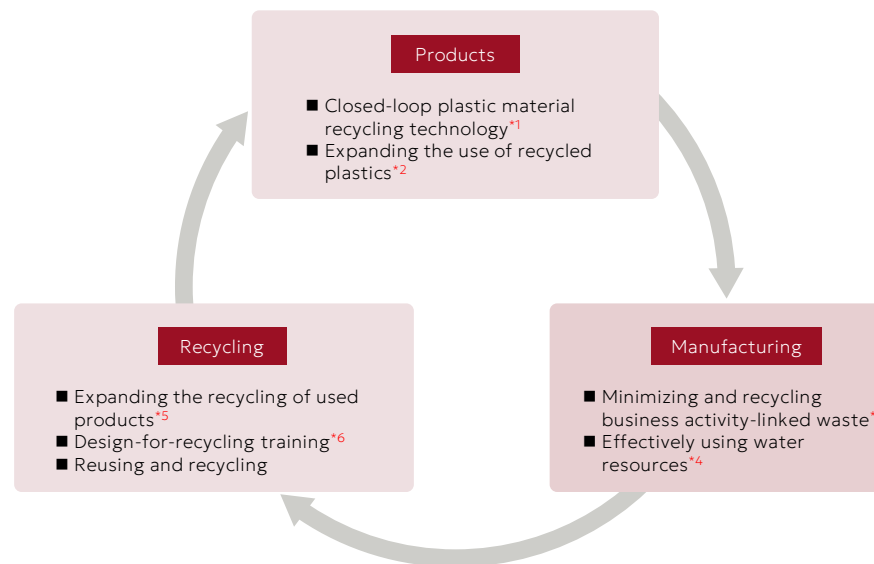 Products
■ Closed-loop plastic material
recycling technology*1
■ Expanding the use of recycled
plastics*2
Recycling
■ Expanding the recycling of used
products*5
■ Design-for-recycling training*6
■ Reusing and recycling
Manufacturing
■ Minimizing and recycling
business activity-linked waste*
■ Effectively using water
resources*4